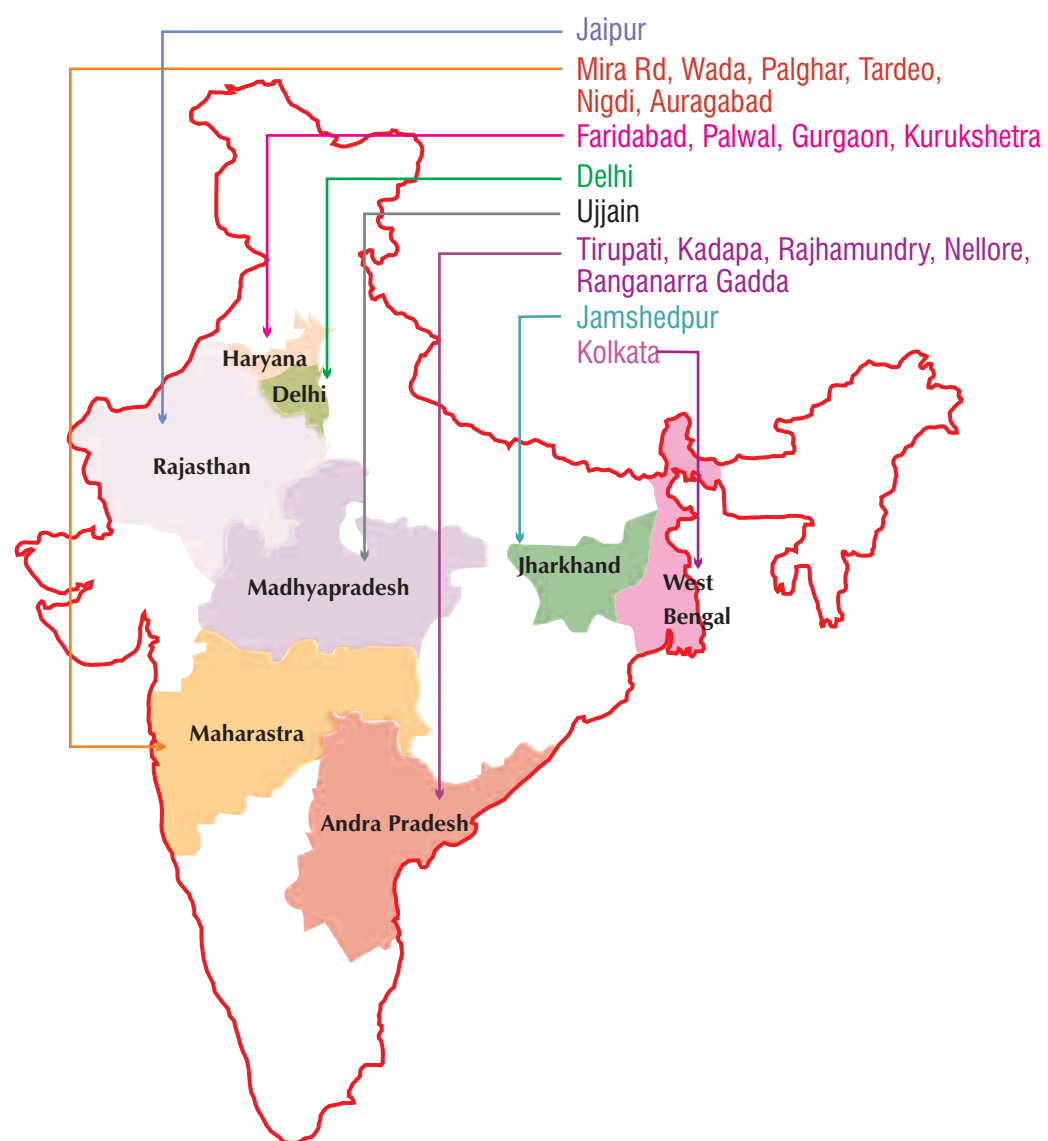 Jaipur
Mira Rd, Wada, Palghar, Tardeo,
Nigdi, Auragabad
Faridabad, Palwal, Gurgaon, Kurukshetra
Delhi
Ujjain
Tirupati, Kadapa, Rajhamundry, Nellore,
Ranganarra Gadda
Jamshedpur
Kolkata
Haryana
Delhi
Rajasthan
Jharkhand
Madhyapradesh
West
Bengal
Maharastra
Andra Pradesh